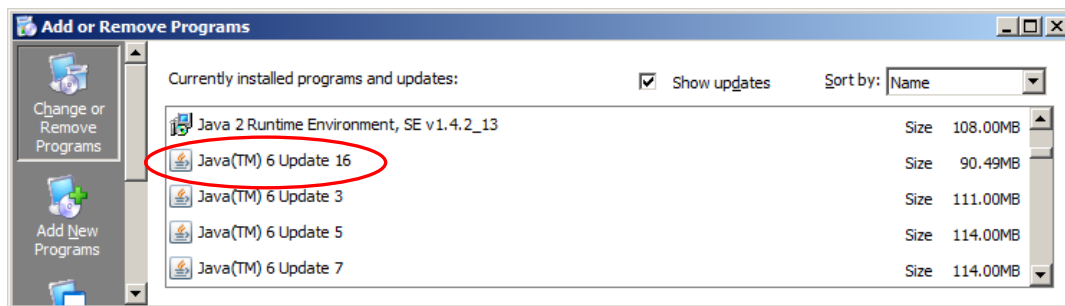 Add or Remove Programs
Change or
Remove
Programs
Add New
Programs
Currently installed programs and updates:
Show updates
Sort by: Name
Java 2 Runtime Environment, SE v1.4.2_13 Size 108.00MB
Java(TM) 6 Update 16 Size 90.49MB
Java(TM) 6 Update 3 Size 111.00MB
Java(TM) 6 Update 5 Size 114.00MB
Java(TM) 6 Update 7 Size 114.00MB